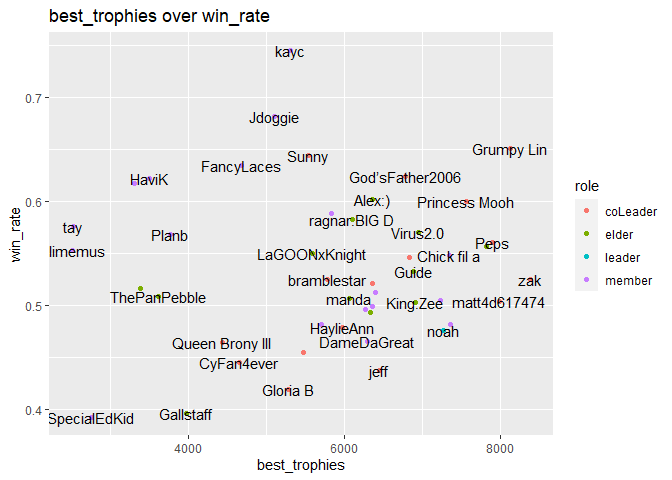 best_trophies over win_rate
kayc
0.7
Jdoggie
Sunny
Grumpy Lin
FancyLaces
HaviK
God'sFather2006
0.6
Alex:)
Princess Mooh
ragnar
BIG D
tay
Planb
Virus2.0
limemus
LaGOONxKnight
Peps
Chick fil a
Guide
bramblestar
zak
ThePanPebble
manda
King.Zee
matt4d617474
0.5
HaylieAnn
noah
Queen Brony III
DameDaGreat
CyFan4ever
jeff
Gloria B
0.4
SpecialEdKid
Gallstaff
win_rate
4000
6000
8000
best_trophies
role
coLeader
elder
leader
member